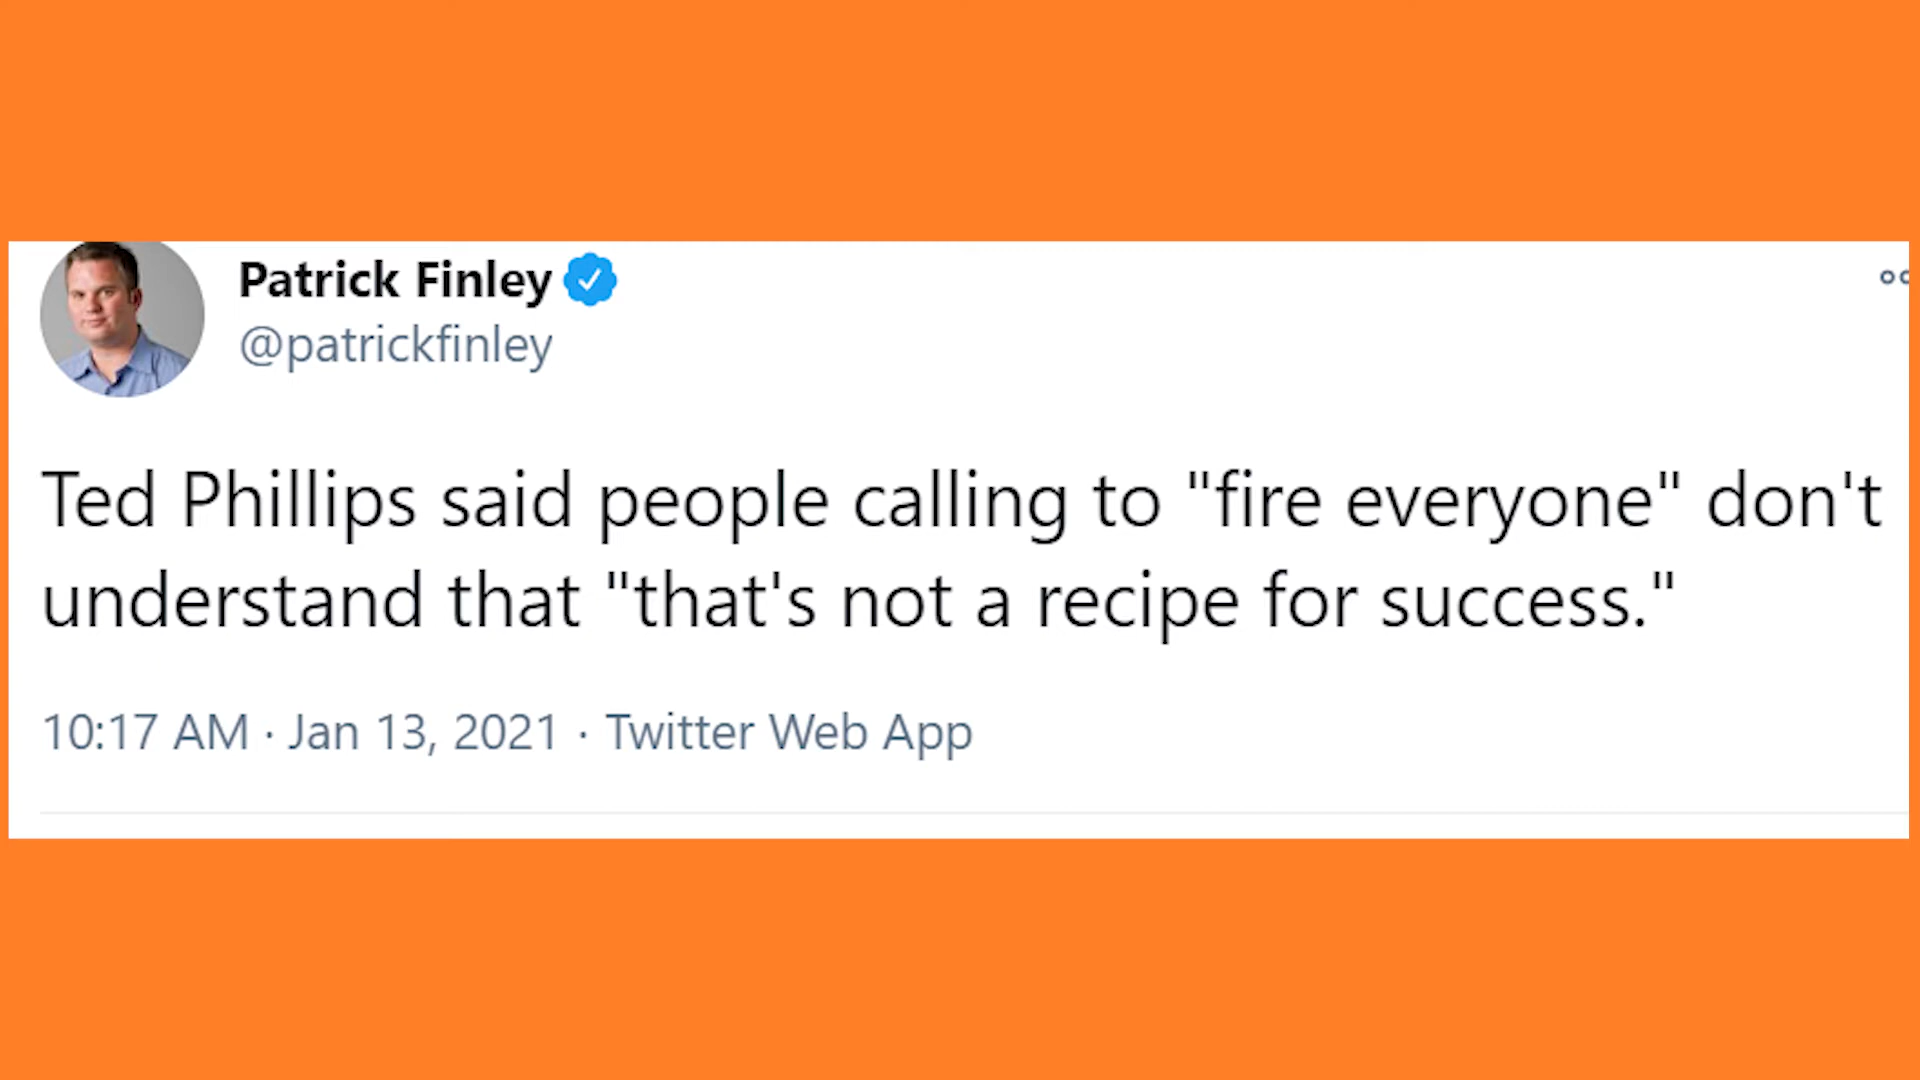 Patrick Finley
@patrickfinley
Ted Phillips said people calling to "fire everyone" don't
understand that "that's not a recipe for success."
10:17 AM · Jan 13, 2021 · Twitter Web App